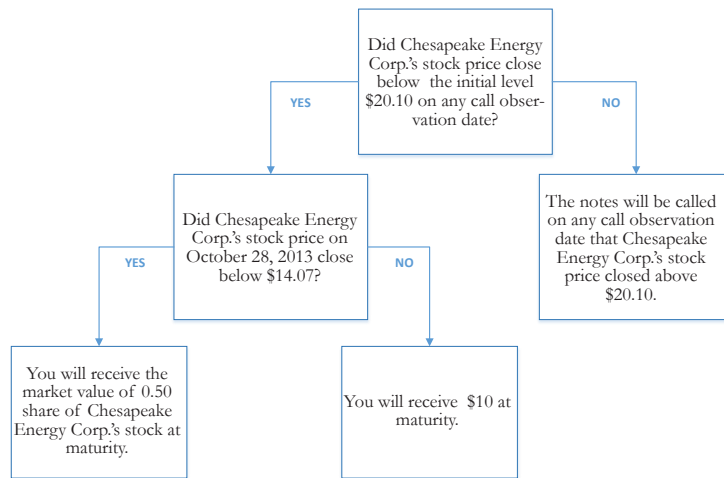 Did Chesapeake Energy
Corp.'s stock price close
below the initial level
$20.10 on any call obser-
vation date?
YES
NO
Did Chesapeake Energy
Corp.'s stock price on
October 28, 2013 close
below $14.07?
The notes will be called
on any call observation
date that Chesapeake
Energy Corp.'s stock
price closed above
$20.10.
YES
NO
You will receive the
market value of 0.50
share of Chesapeake
Energy Corp.'s stock at
maturity.
You will receive $10 at
maturity.